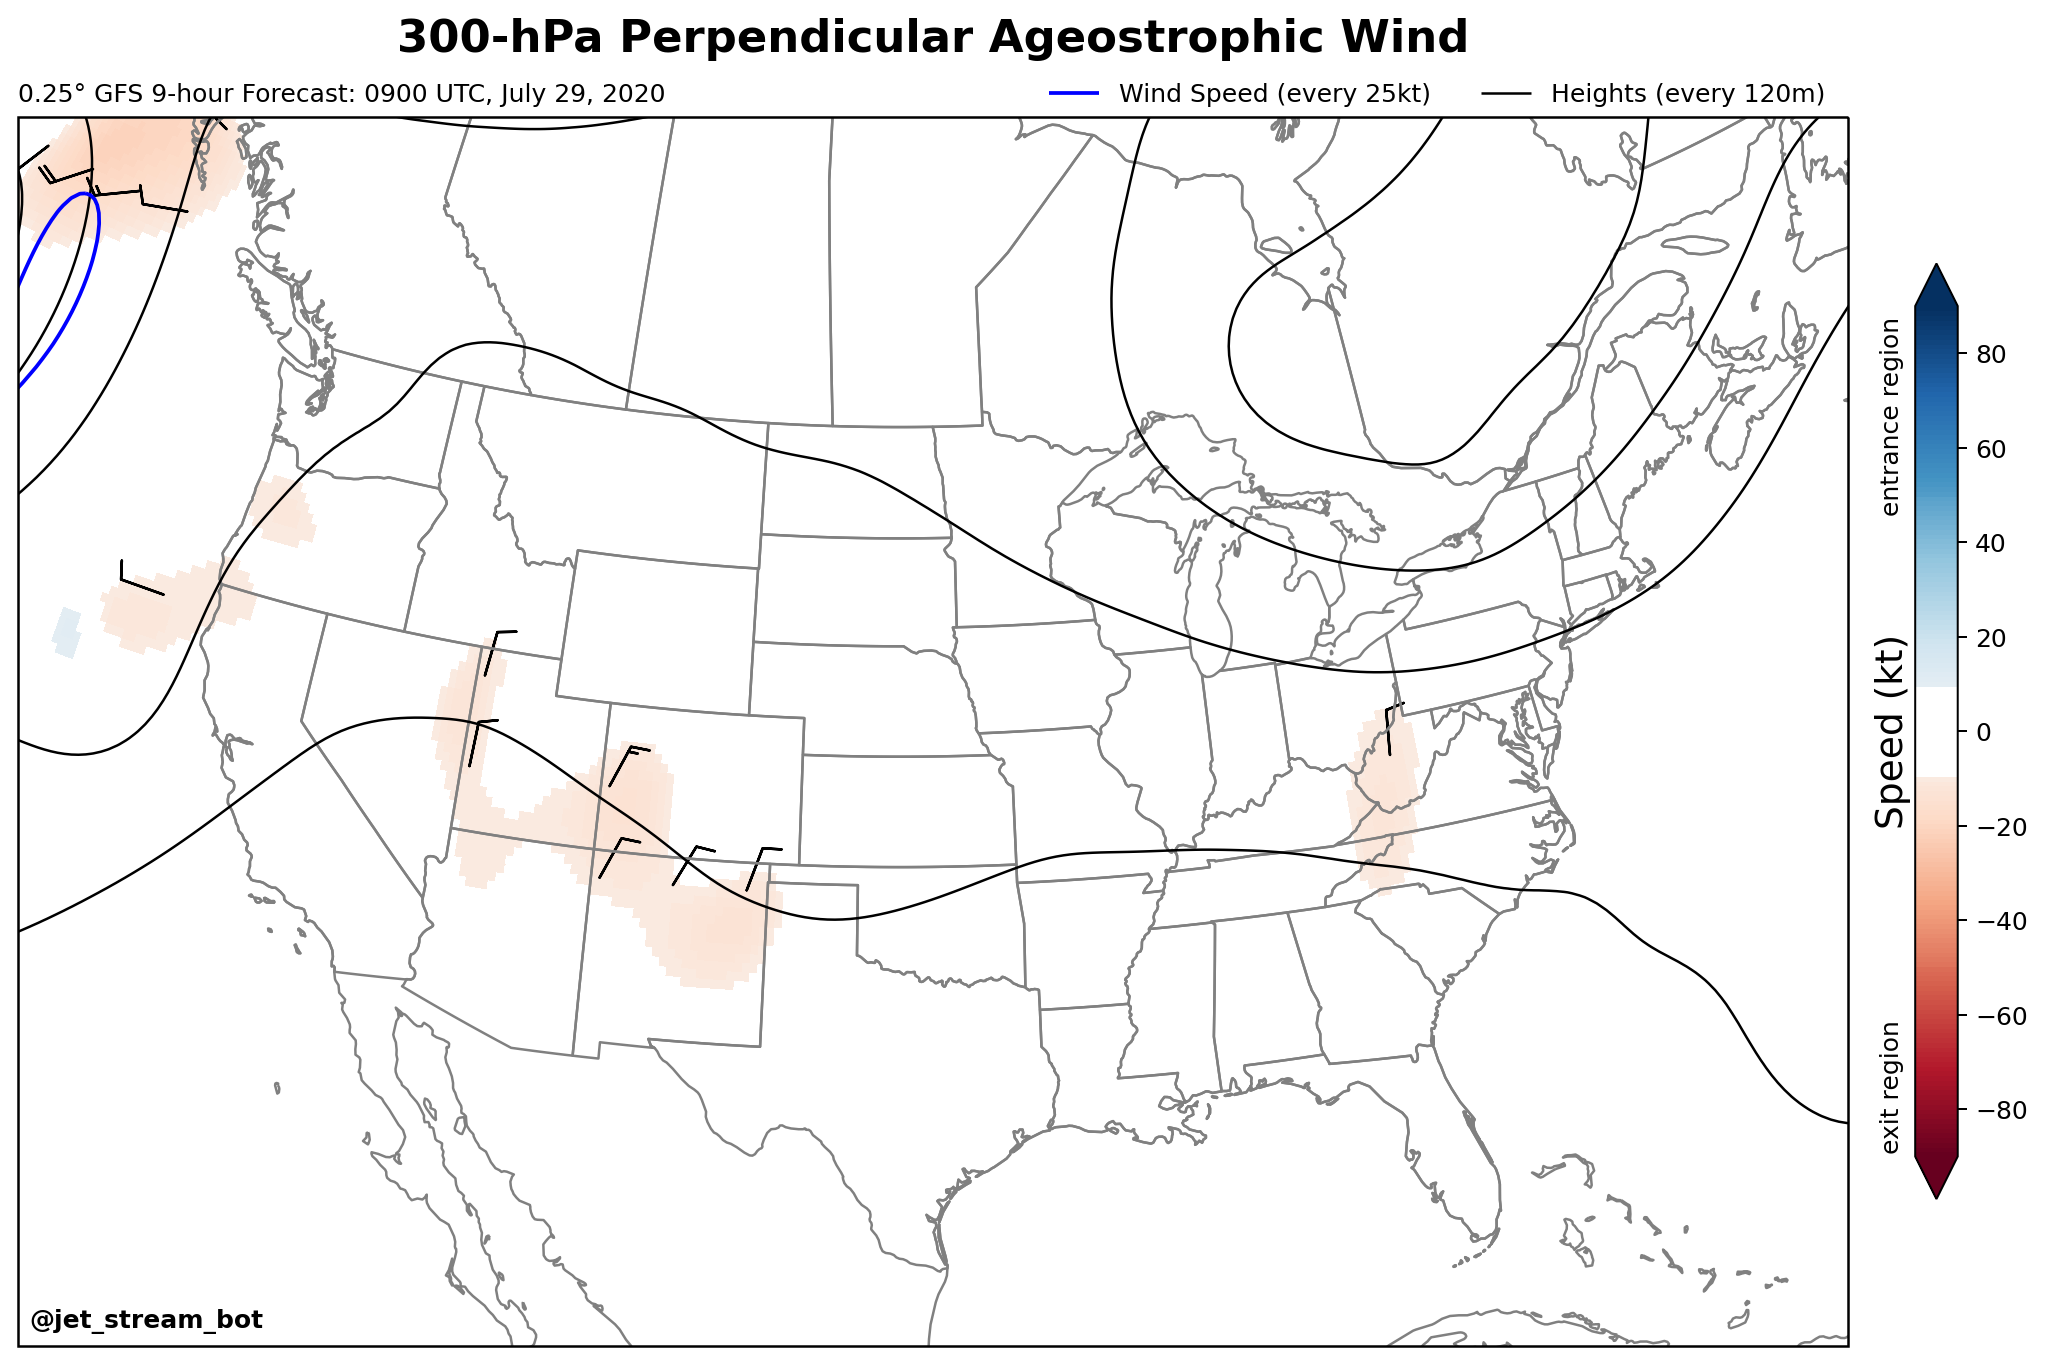 300-hPa Perpendicular Ageostrophic Wind
0.25° GFS 9-hour Forecast: 0900 UTC, July 29, 2020
Wind Speed (every 25kt)
Heights (every 120m)
entrance region
Speed (kt)
exit region
80
60
40
20
0
−20
−40
−60
−80
@jet_stream_bot